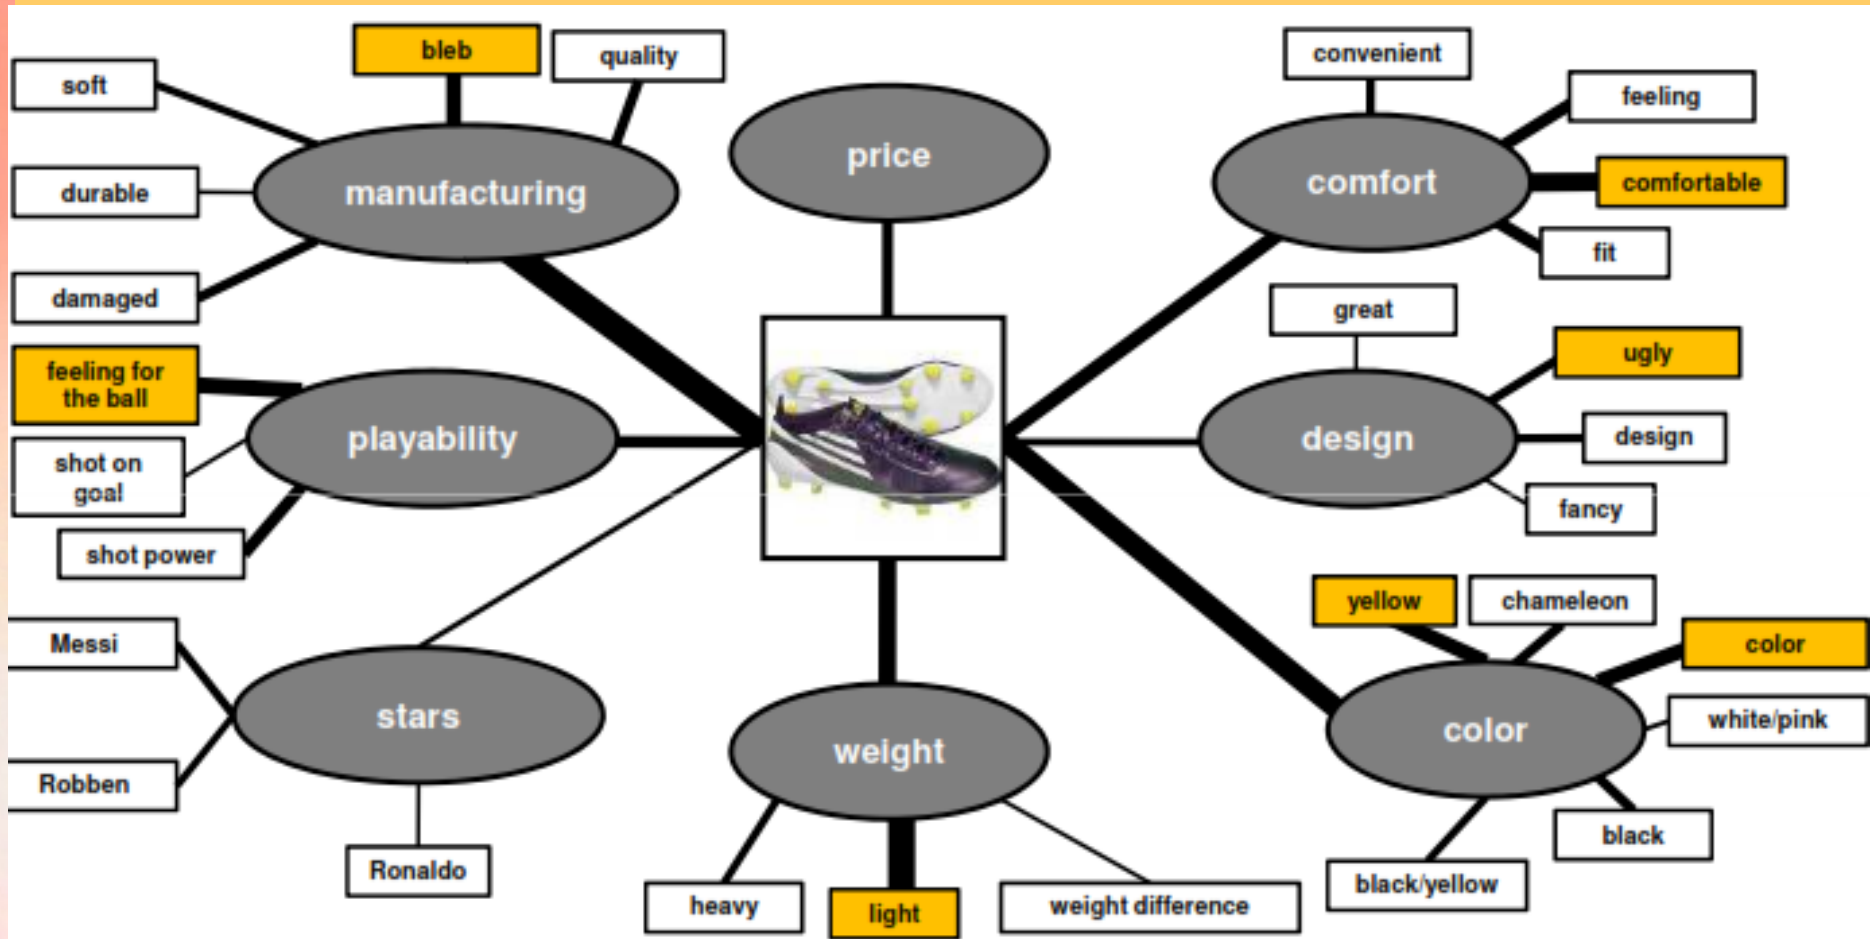 bleb
quality
soft
durable
damaged
manufacturing
price
convenient
feeling
comfort
comfortable
fit
feeling for
the ball
shot on
goal
shot power
playability
great
ugly
design
design
fancy
Messi
Robben
stars
Ronaldo
weight
heavy
light
weight difference
yellow
chameleon
color
color
white/pink
black
black/yellow